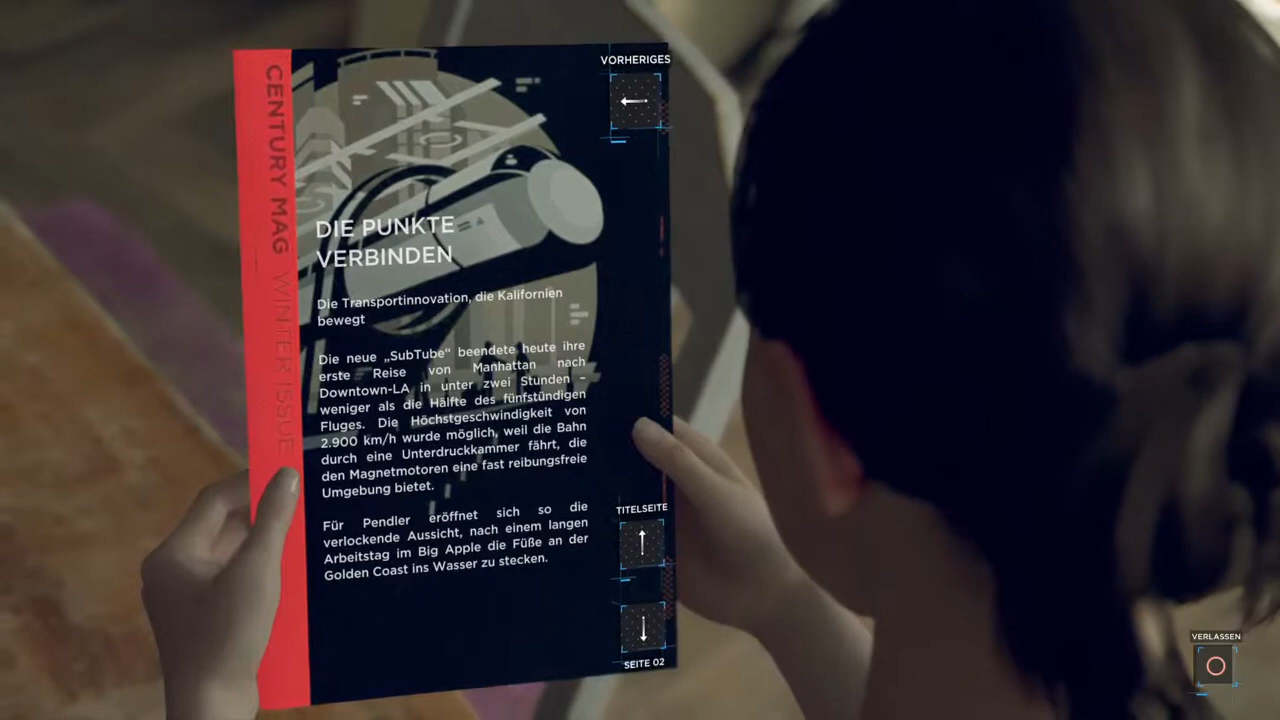 VORHERIGES
CENTURY MAG WINTER ISSUE
DIE PUNKTE
VERBINDEN
Die Transportinnovation, die Kalifornien
bewegt
Die neue „SubTube“ beendete heute ihre
erste Reise von Manhattan nach
Downtown-LA in unter zwei Stunden –
weniger als die Hälfte des fünfstündigen
Fluges. Die Höchstgeschwindigkeit von
2.900 km/h wurde möglich, weil die Bahn
durch eine Unterdruckkammer fährt, die
den Magnetmotoren eine fast reibungsfreie
Umgebung bietet.
Für Pendler eröffnet sich so die
verlockende Aussicht, nach einem langen
Arbeitstag im Big Apple die Füße an der
Golden Coast ins Wasser zu stecken.
TITELSEITE
SEITE 02
VERLASSEN